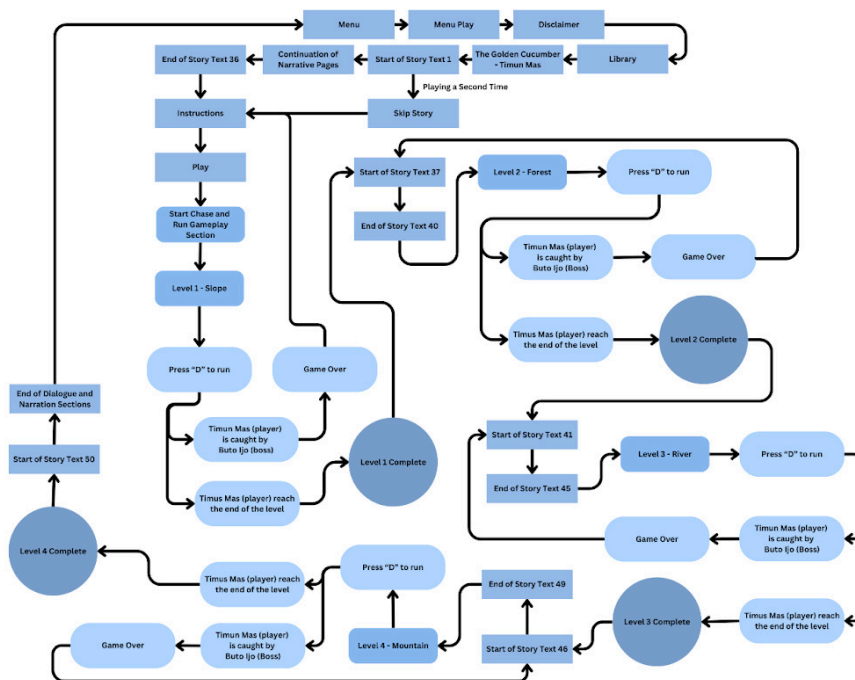 Menu
Menu Play
Disclaimer
End of Story Text 36
Continuation of
Narrative Pages
Start of Story Text 1
The Golden Cucumber
- Timun Mas
Library
Playing a Second Time
Instructions
Skip Story
Play
Start Chase and
Run Gameplay
Section
Level 1 - Slope
Press “D” to run
Game Over
Timun Mas (player)
is caught by
Buto Ijo (boss)
Timus Mas (player) reach
the end of the level
Level 1 Complete
Start of Story Text 37
End of Story Text 40
Level 2 - Forest
Press “D” to run
Timun Mas (player)
is caught by
Buto Ijo (Boss)
Game Over
Timus Mas (player) reach
the end of the level
Level 2 Complete
Start of Story Text 41
End of Story Text 45
Level 3 - River
Press “D” to run
Game Over
Timun Mas (player)
is caught by
Buto Ijo (Boss)
Timus Mas (player) reach
the end of the level
Level 3 Complete
Start of Story Text 46
End of Story Text 49
Level 4 - Mountain
Press “D” to run
Timun Mas (player)
is caught by
Buto Ijo (Boss)
Game Over
Timus Mas (player) reach
the end of the level
Level 4 Complete
Start of Story Text 50
End of Dialogue and
Narration Sections